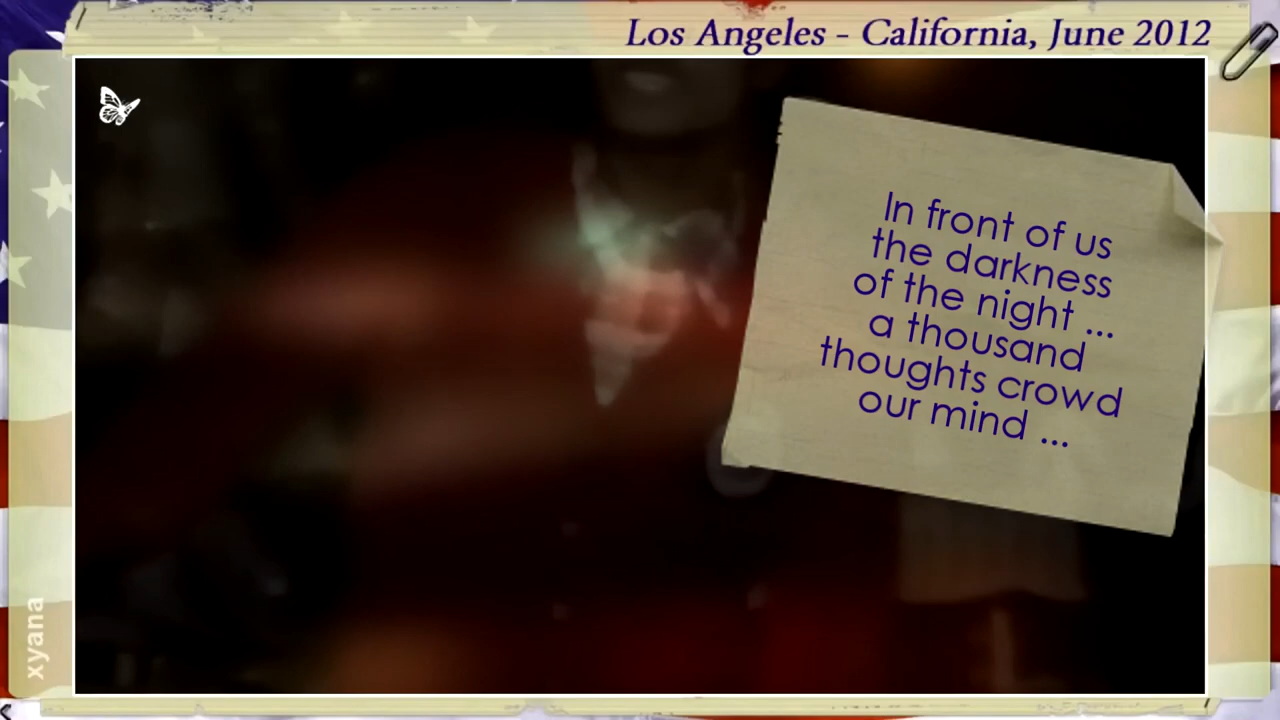 Los Angeles - California, June 2012
In front of us
the darkness
of the night ...
a thousand
thoughts crowd
our mind ...
xyana